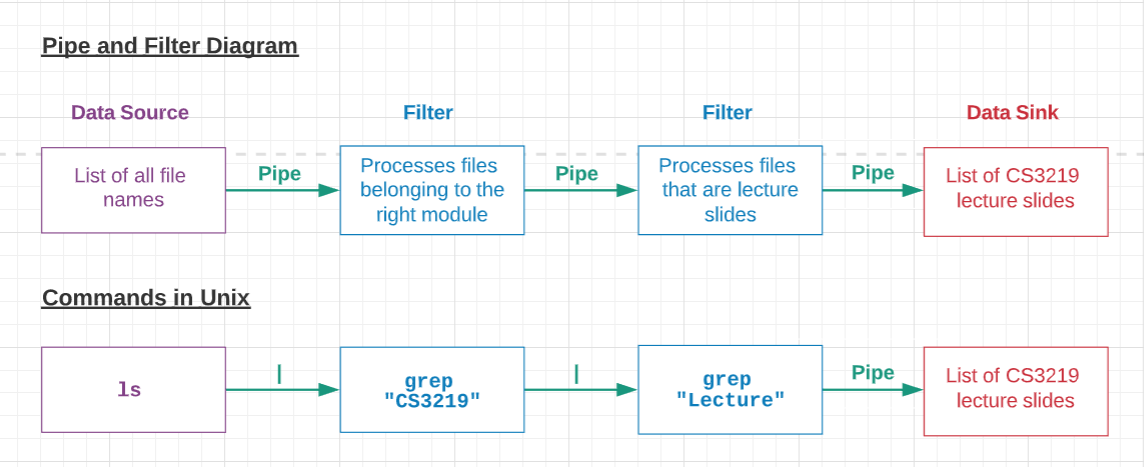 Pipe and Filter Diagram
Data Source
Filter
Filter
Data Sink
List of all file
names
Pipe
Processes files
belonging to the
right module
Pipe
Processes files
that are lecture
slides
Pipe
List of CS3219
lecture slides
Commands in Unix
ls
|
grep
"CS3219"
|
grep
"Lecture"
Pipe
List of CS3219
lecture slides